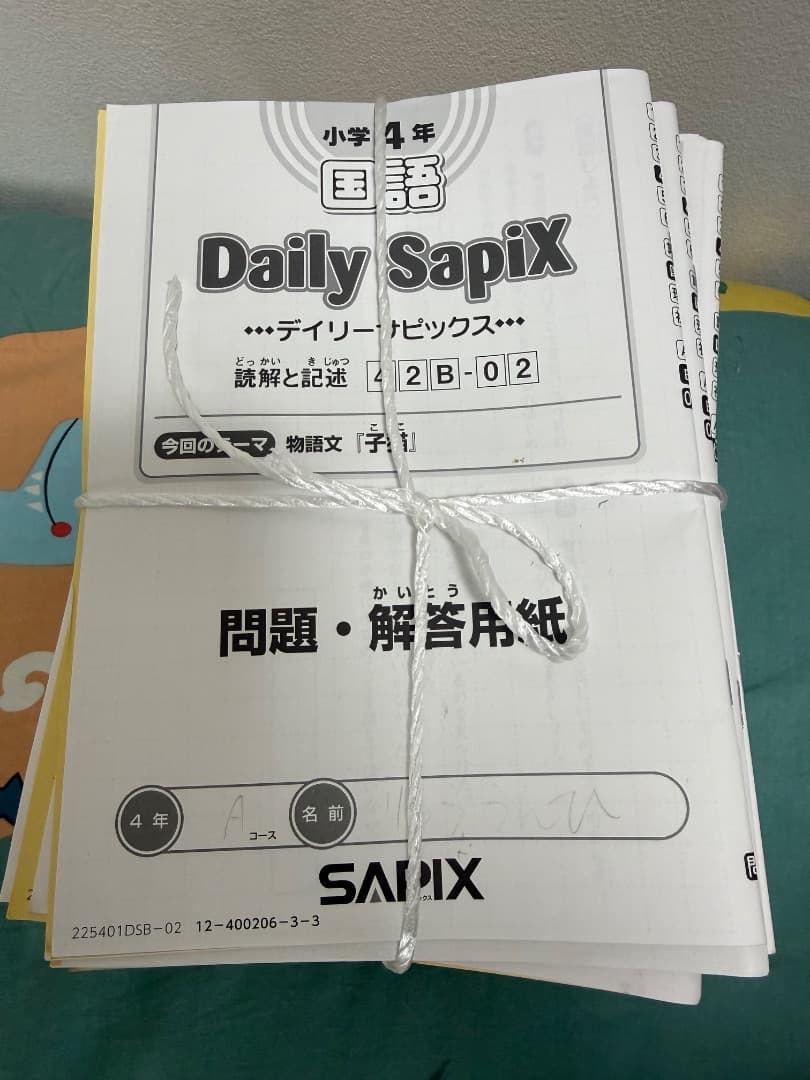 小学4年
国語
Daily SapiX
•••デイリーサピックス•••
どっかい き じゅつ
読解と記述 42B-02
こ
今回のテーマ 物語文『子猫』
かいとう
問題・解答用紙
4年 A コース 名前
SAPIX
225401DSB-02 12-400206-3-3